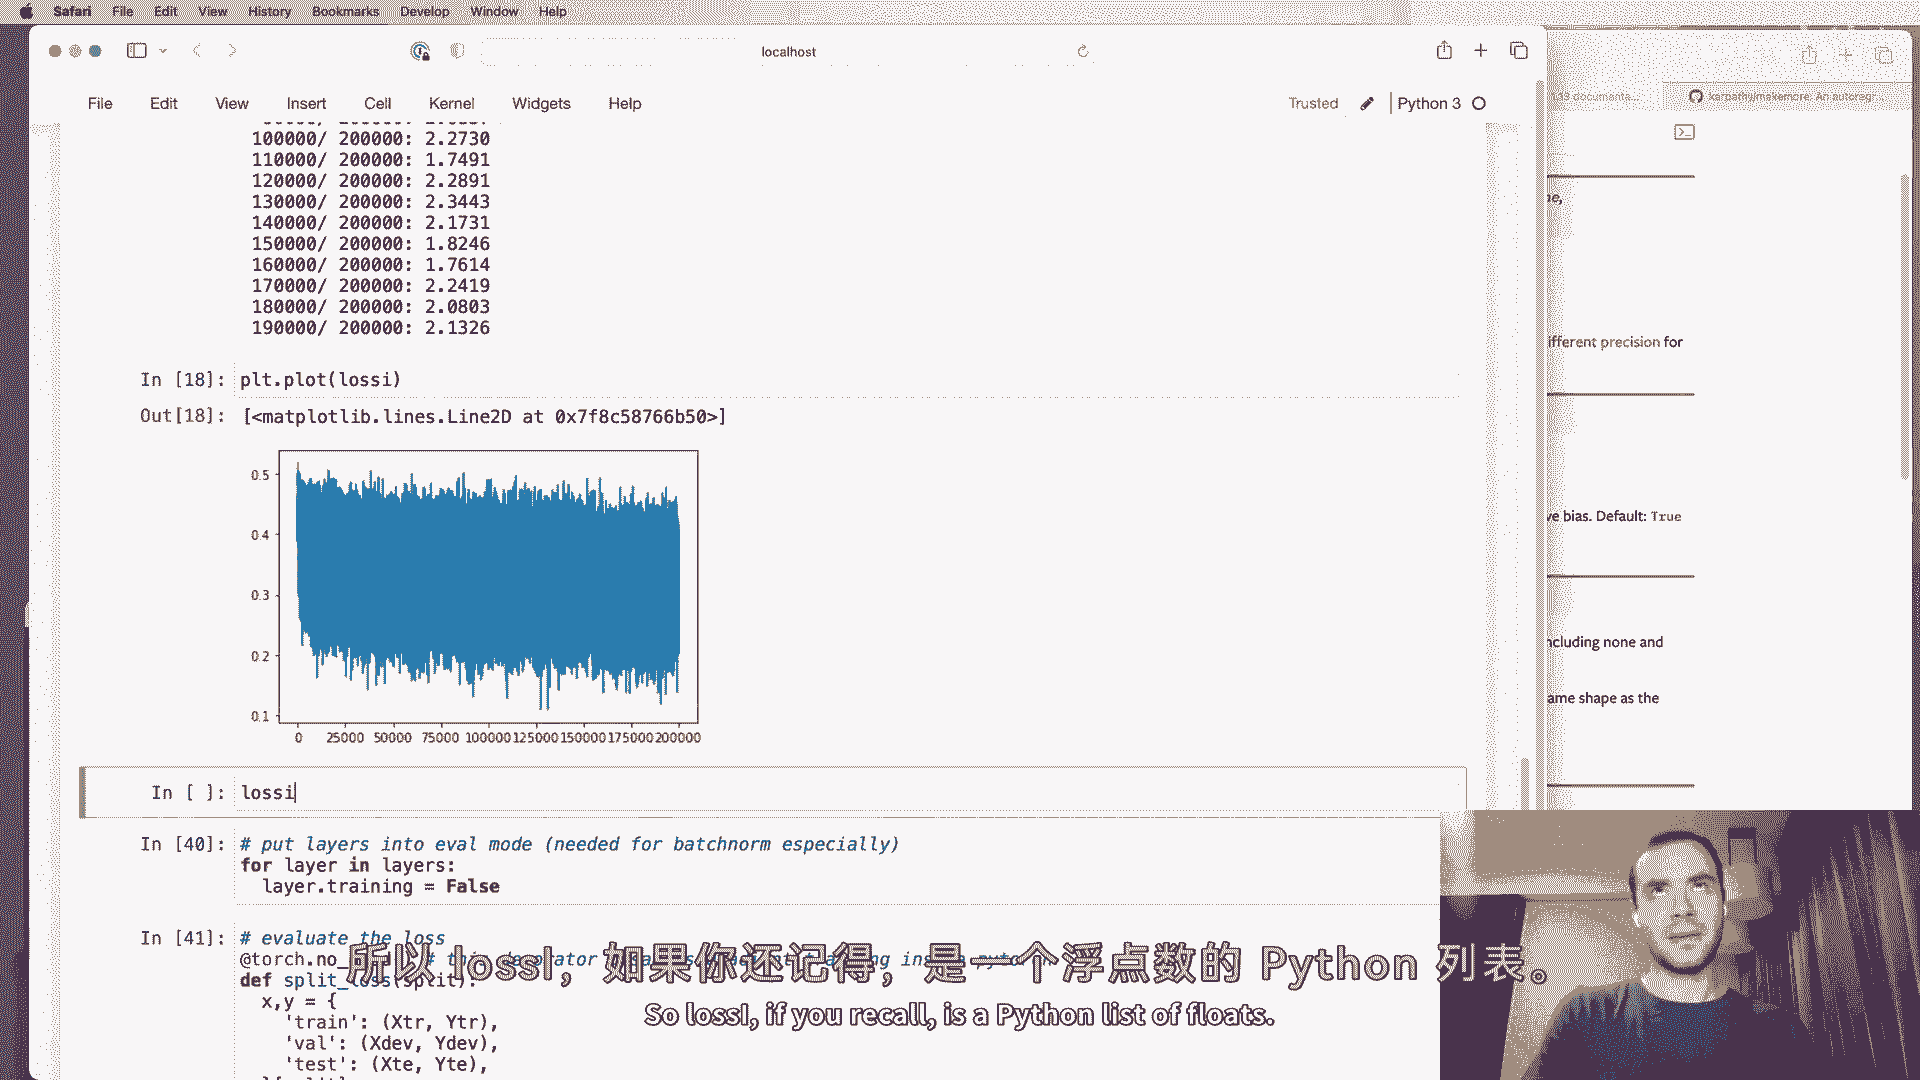 Safari File Edit View History Bookmarks Develop Window Help
localhost
File Edit View Insert Cell Kernel Widgets Help
Trusted Python 3
karpathy/makemore: An autoregr...
100000/ 200000: 2.2730
110000/ 200000: 1.7491
120000/ 200000: 2.2891
130000/ 200000: 2.3443
140000/ 200000: 2.1731
150000/ 200000: 1.8246
160000/ 200000: 1.7614
170000/ 200000: 2.2419
180000/ 200000: 2.0803
190000/ 200000: 2.1326
In [18]: plt.plot(lossi)
Out[18]: [<matplotlib.lines.Line2D at 0x7f8c58766b50>]
0.5
0.4
0.3
0.2
0.1
0 25000 50000 75000 100000 125000 150000 175000 200000
In [ ]: lossi
In [40]: # put layers into eval mode (needed for batchnorm especially)
for layer in layers:
layer.training = False
In [41]: # evaluate the loss
@torch.no
def split_loss(split):
x,y = {
'train': (Xtr, Ytr),
'val': (Xdev, Ydev),
'test': (Xte, Yte),
ifferent precision for
ve bias. Default: True
ncluding none and
ame shape as the
所以 lossI，如果你还记得，是一个浮点数的 Python 列表。
So lossI, if you recall, is a Python list of floats.